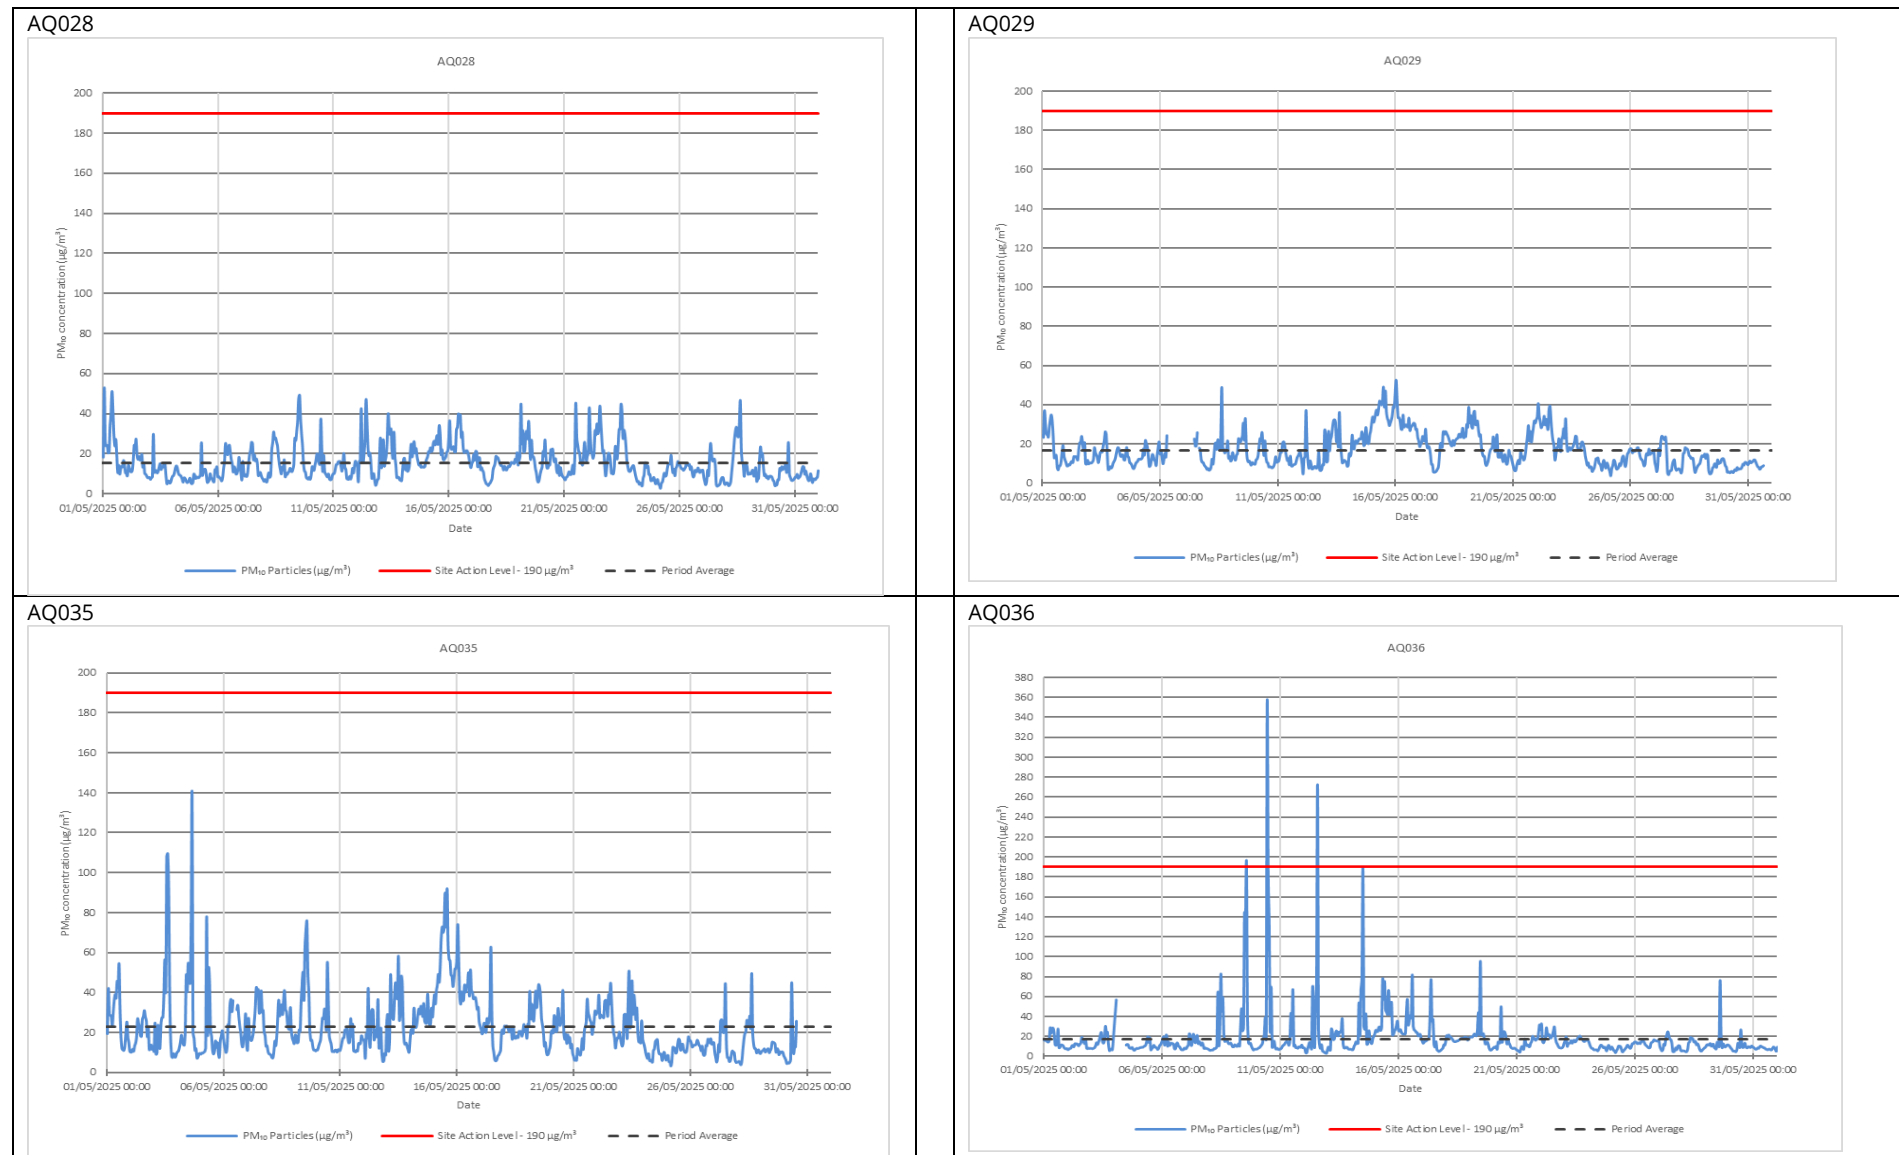 AQ028
AQ028
200
180
160
140
120
100
80
60
40
20
0
PM₁₀ concentration (µg/m³)
01/05/2025 00:00 06/05/2025 00:00 11/05/2025 00:00 16/05/2025 00:00 21/05/2025 00:00 26/05/2025 00:00 31/05/2025 00:00
Date
PM₁₀ Particles (µg/m³) Site Action Level - 190 µg/m³ Period Average
AQ029
AQ029
200
180
160
140
120
100
80
60
40
20
0
PM₁₀ concentration (µg/m³)
01/05/2025 00:00 06/05/2025 00:00 11/05/2025 00:00 16/05/2025 00:00 21/05/2025 00:00 26/05/2025 00:00 31/05/2025 00:00
Date
PM₁₀ Particles (µg/m³) Site Action Level - 190 µg/m³ Period Average
AQ035
AQ035
200
180
160
140
120
100
80
60
40
20
0
PM₁₀ concentration (µg/m³)
01/05/2025 00:00 06/05/2025 00:00 11/05/2025 00:00 16/05/2025 00:00 21/05/2025 00:00 26/05/2025 00:00 31/05/2025 00:00
Date
PM₁₀ Particles (µg/m³) Site Action Level - 190 µg/m³ Period Average
AQ036
AQ036
380
360
340
320
300
280
260
240
220
200
180
160
140
120
100
80
60
40
20
0
PM₁₀ concentration (µg/m³)
01/05/2025 00:00 06/05/2025 00:00 11/05/2025 00:00 16/05/2025 00:00 21/05/2025 00:00 26/05/2025 00:00 31/05/2025 00:00
Date
PM₁₀ Particles (µg/m³) Site Action Level - 190 µg/m³ Period Average